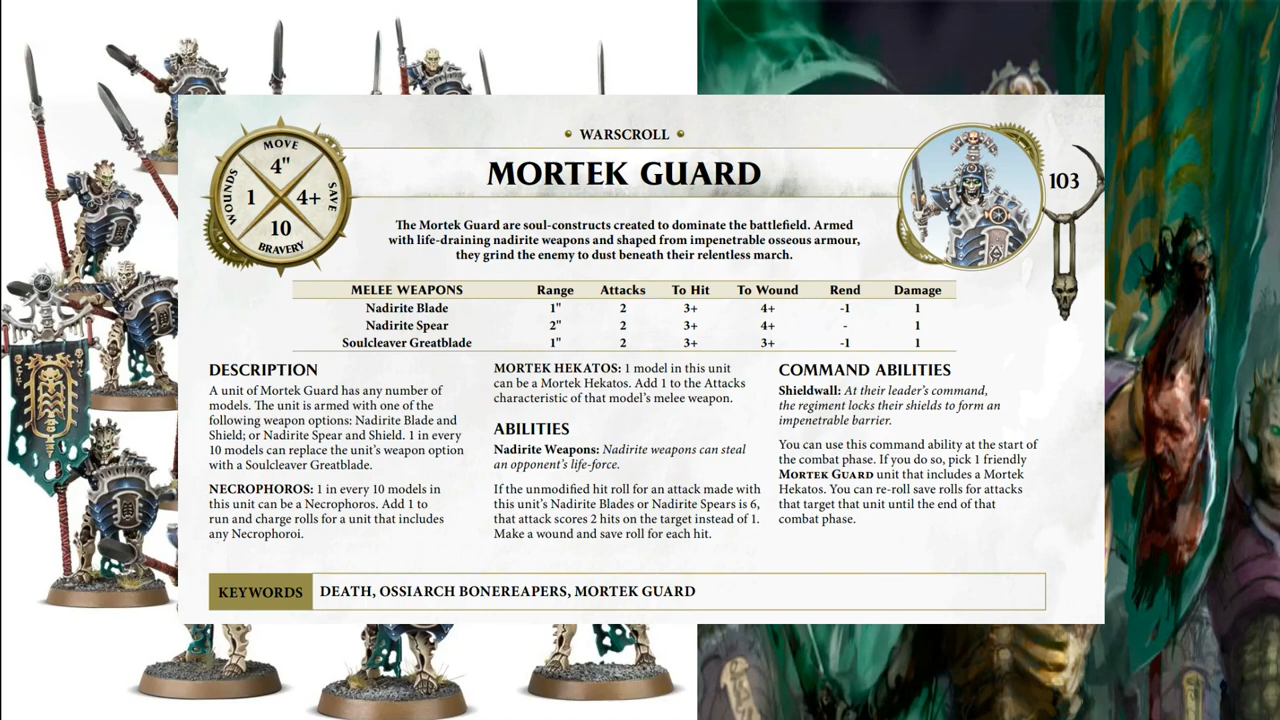 WARSCROLL
MORTEK GUARD
MOVE
4"
WOUNDS
1
4+
SAVE
10
BRAVERY
103
The Mortek Guard are soul-constructs created to dominate the battlefield. Armed
with life-draining nadirite weapons and shaped from impenetrable osseous armour,
they grind the enemy to dust beneath their relentless march.
MELEE WEAPONS Range Attacks To Hit To Wound Rend Damage
Nadirite Blade 1" 2 3+ 4+ -1 1
Nadirite Spear 2" 2 3+ 4+ - 1
Soulcleaver Greatblade 1" 2 3+ 3+ -1 1
DESCRIPTION
A unit of Mortek Guard has any number of
models. The unit is armed with one of the
following weapon options: Nadirite Blade and
Shield; or Nadirite Spear and Shield. 1 in every
10 models can replace the unit's weapon option
with a Soulcleaver Greatblade.
NECROPHOROS: 1 in every 10 models in
this unit can be a Necrophoros. Add 1 to
run and charge rolls for a unit that includes
any Necrophoroi.
MORTEK HEKATOS: 1 model in this unit
can be a Mortek Hekatos. Add 1 to the Attacks
characteristic of that model's melee weapon.
ABILITIES
Nadirite Weapons: Nadirite weapons can steal
an opponent's life-force.
If the unmodified hit roll for an attack made with
this unit's Nadirite Blades or Nadirite Spears is 6,
that attack scores 2 hits on the target instead of 1.
Make a wound and save roll for each hit.
COMMAND ABILITIES
Shieldwall: At their leader's command,
the regiment locks their shields to form an
impenetrable barrier.
You can use this command ability at the start of
the combat phase. If you do so, pick 1 friendly
MORTEK GUARD unit that includes a Mortek
Hekatos. You can re-roll save rolls for attacks
that target that unit until the end of that
combat phase.
KEYWORDS DEATH, OSSIARCH BONEREAPERS, MORTEK GUARD